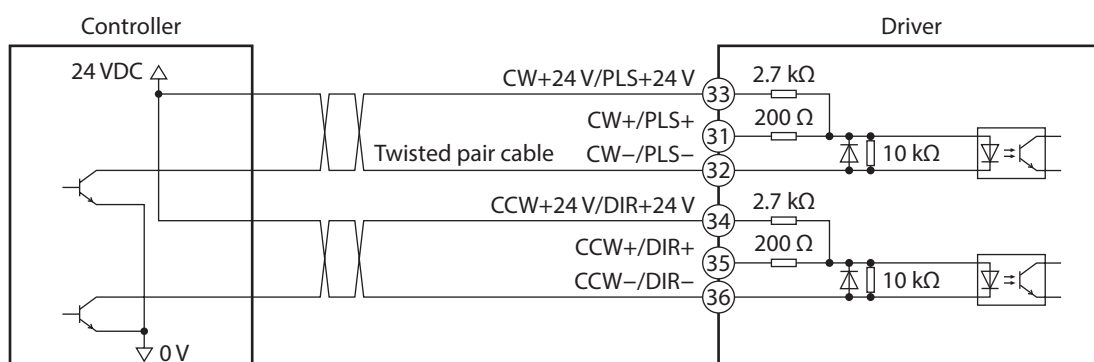 Controller
Driver
24 VDC
CW+24 V/PLS+24 V
33
2.7 kΩ
CW+/PLS+
31
200 Ω
Twisted pair cable
CW−/PLS−
32
10 kΩ
CCW+24 V/DIR+24 V
34
2.7 kΩ
CCW+/DIR+
35
200 Ω
CCW−/DIR−
36
10 kΩ
0 V